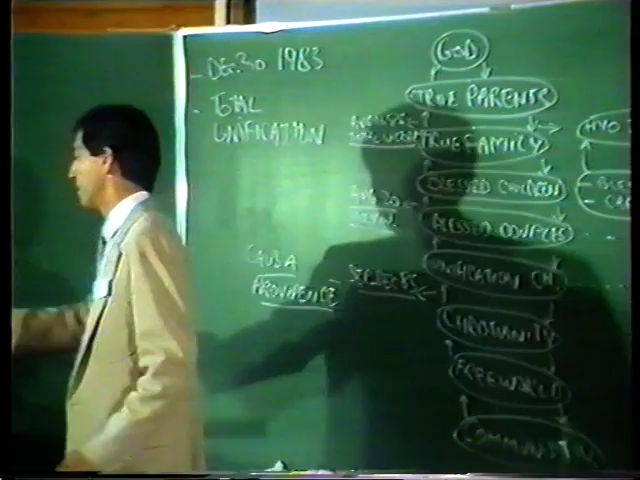 - DEC. 30 1983
- TOTAL
UNIFICATION
CAUSA
PROVIDENCE
GOD
TRUE PARENTS
TRUE FAMILY
BLESSED CHILDREN
BLESSED COUPLES
UNIFICATION CH
CHRISTIANITY
FREE WORLD
COMMUNISM
HYO